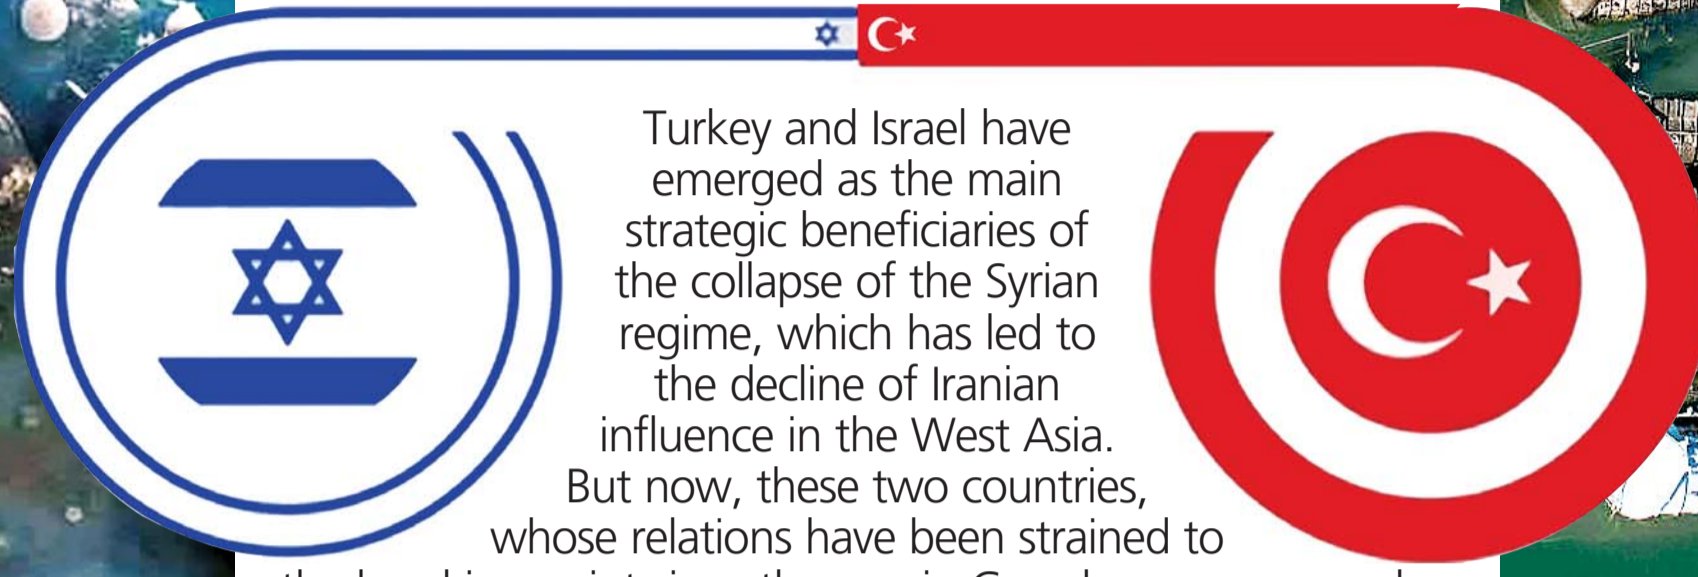 Turkey and Israel have
emerged as the main
strategic beneficiaries of
the collapse of the Syrian
regime, which has led to
the decline of Iranian
influence in the West Asia.
But now, these two countries,
whose relations have been strained to